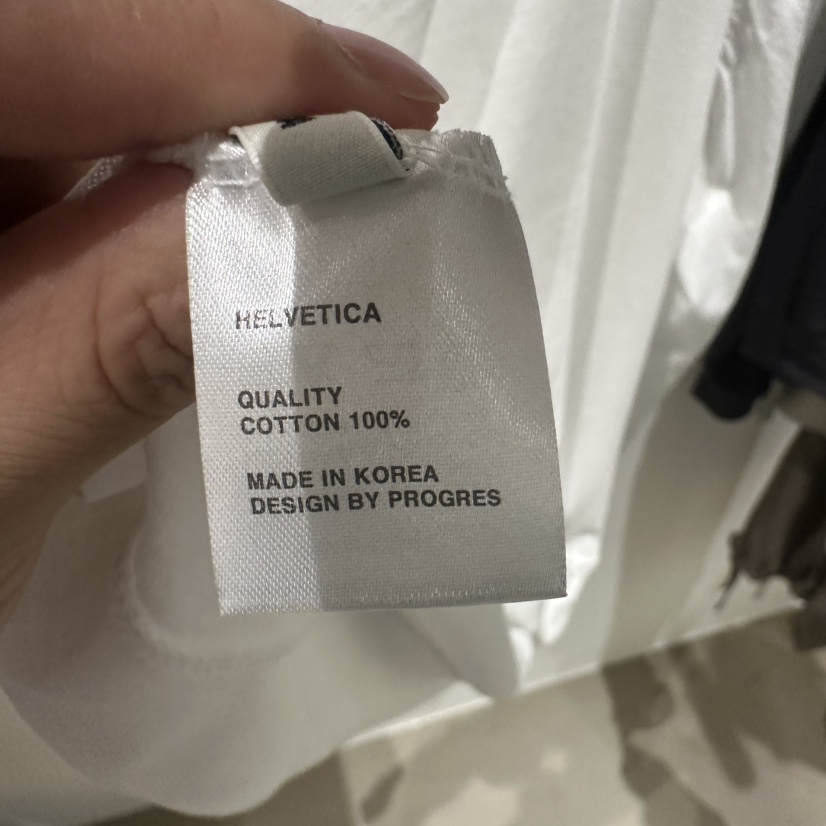 HELVETICA
QUALITY
COTTON 100%
MADE IN KOREA
DESIGN BY PROGRES